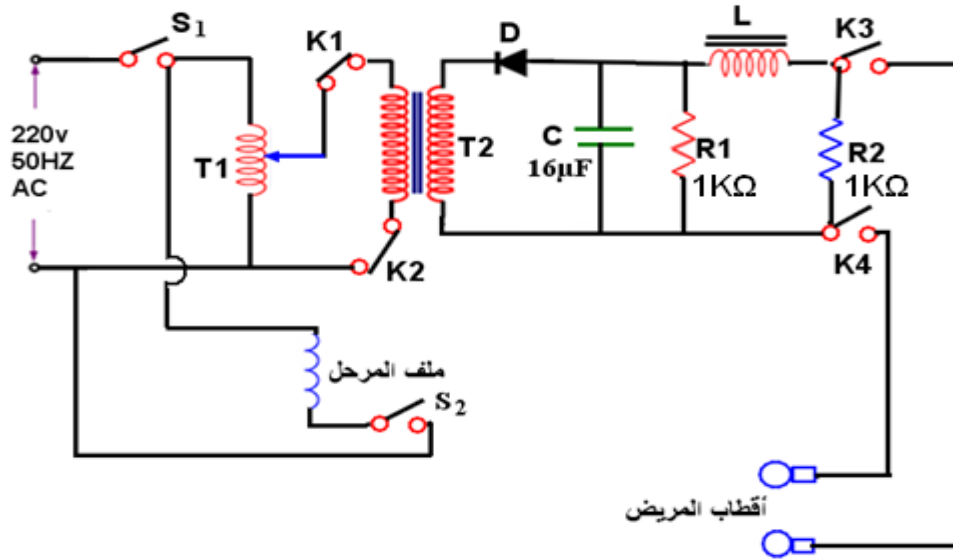 S1
K1
L
K3
D
220v
50HZ
AC
T1
T2
C
16µF
R1
1KΩ
R2
1KΩ
K2
K4
ملف المرحل
S2
أقطاب المريض